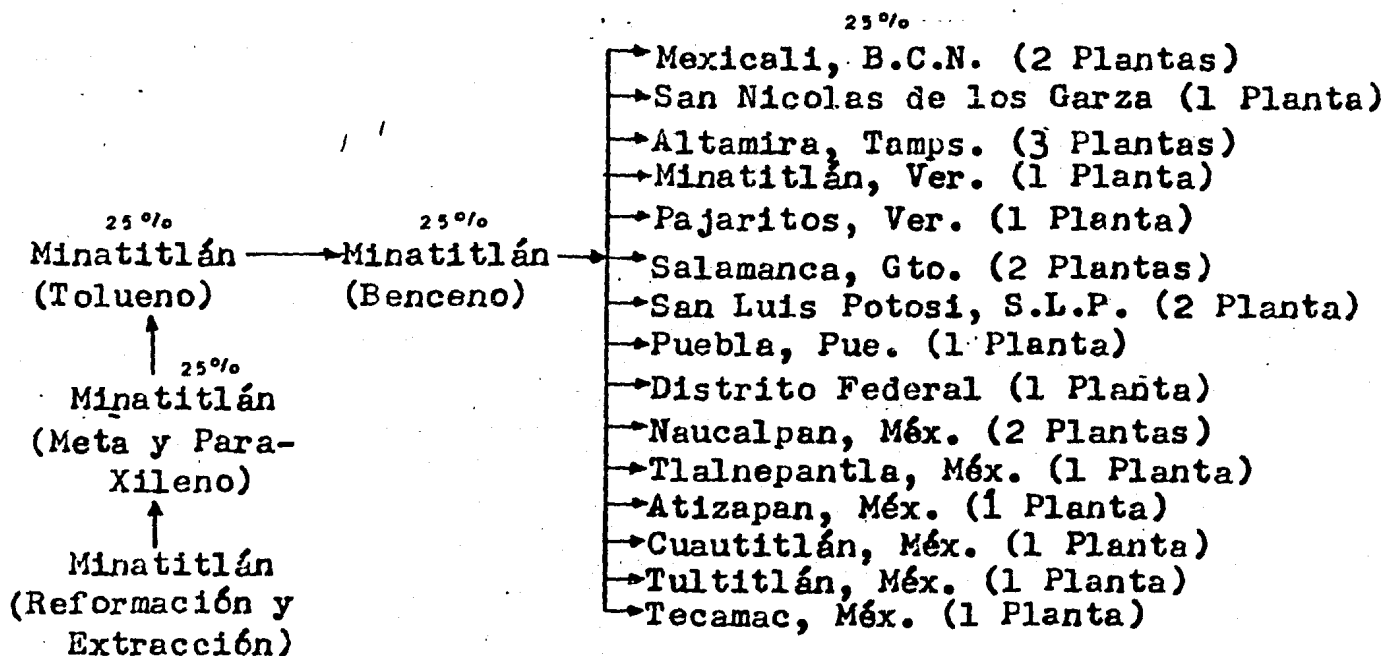 25%
Mexicali, B.C.N. (2 Plantas)
San Nicolas de los Garza (1 Planta)
Altamira, Tamps. (3 Plantas)
Minatitlán, Ver. (1 Planta)
Pajaritos, Ver. (1 Planta)
Salamanca, Gto. (2 Plantas)
San Luis Potosi, S.L.P. (2 Planta)
Puebla, Pue. (1 Planta)
Distrito Federal (1 Planta)
Naucalpan, Méx. (2 Plantas)
Tlalnepantla, Méx. (1 Planta)
Atizapan, Méx. (1 Planta)
Cuautitlán, Méx. (1 Planta)
Tultitlán, Méx. (1 Planta)
Tecamac, Méx. (1 Planta)
25%
Minatitlán
(Tolueno)
25%
Minatitlán
(Benceno)
25%
Minatitlán
(Meta y Para-
Xileno)
Minatitlán
(Reformación y
Extracción)